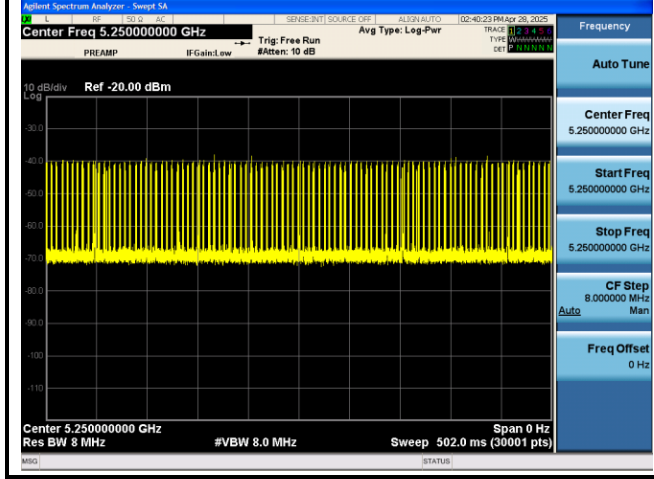 Agilent Spectrum Analyzer - Swept SA
L RF 50 Ω AC SENSE:INT SOURCE OFF ALIGN AUTO 02:40:23 PM Apr 28, 2025
Center Freq 5.250000000 GHz
PREAMP IFGain:Low
Trig: Free Run
#Atten: 10 dB
Avg Type: Log-Pwr
TRACE 1 2 3 4 5 6
TYPE
DET P N N N N N
10 dB/div Ref -20.00 dBm
Log
-30.0
-40.0
-50.0
-60.0
-70.0
-80.0
-90.0
-100
-110
Center 5.250000000 GHz Span 0 Hz
Res BW 8 MHz #VBW 8.0 MHz Sweep 502.0 ms (30001 pts)
MSG STATUS
Frequency
Auto Tune
Center Freq
5.250000000 GHz
Start Freq
5.250000000 GHz
Stop Freq
5.250000000 GHz
CF Step
8.000000 MHz
Auto Man
Freq Offset
0 Hz